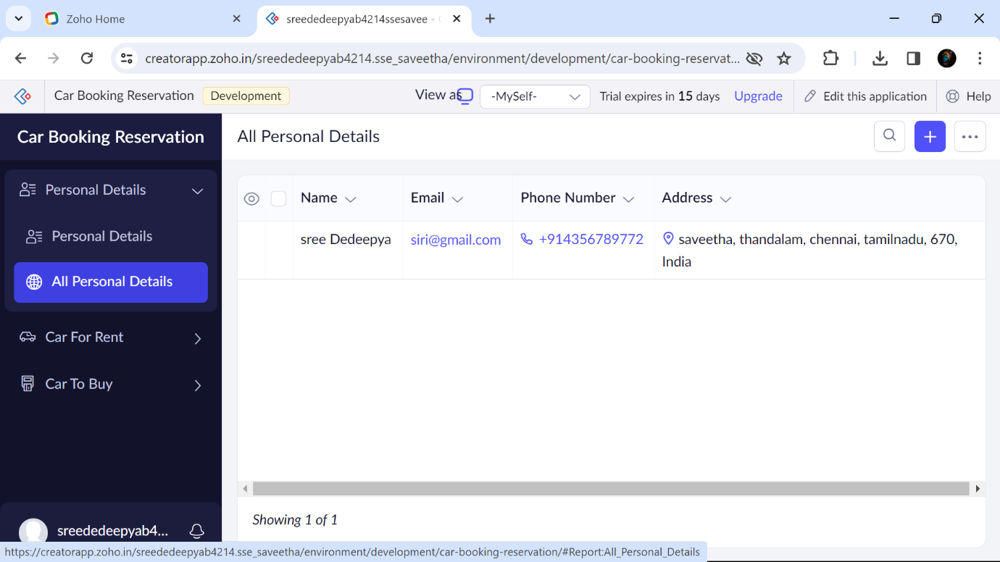 Zoho Home
sreededeepyab4214ssesavee -
creatorapp.zoho.in/sreededeepyab4214.sse_saveetha/environment/development/car-booking-reservat...
Car Booking Reservation
Development
View as
-MySelf-
Trial expires in 15 days
Upgrade
Edit this application
Help
Car Booking Reservation
All Personal Details
Personal Details
Personal Details
All Personal Details
Car For Rent
Car To Buy
Name
Email
Phone Number
Address
sree Dedeepya
siri@gmail.com
+914356789772
saveetha, thandalam, chennai, tamilnadu, 670,
India
Showing 1 of 1
sreededeepyab4...
https://creatorapp.zoho.in/sreededeepyab4214.sse_saveetha/environment/development/car-booking-reservation/#Report:All_Personal_Details